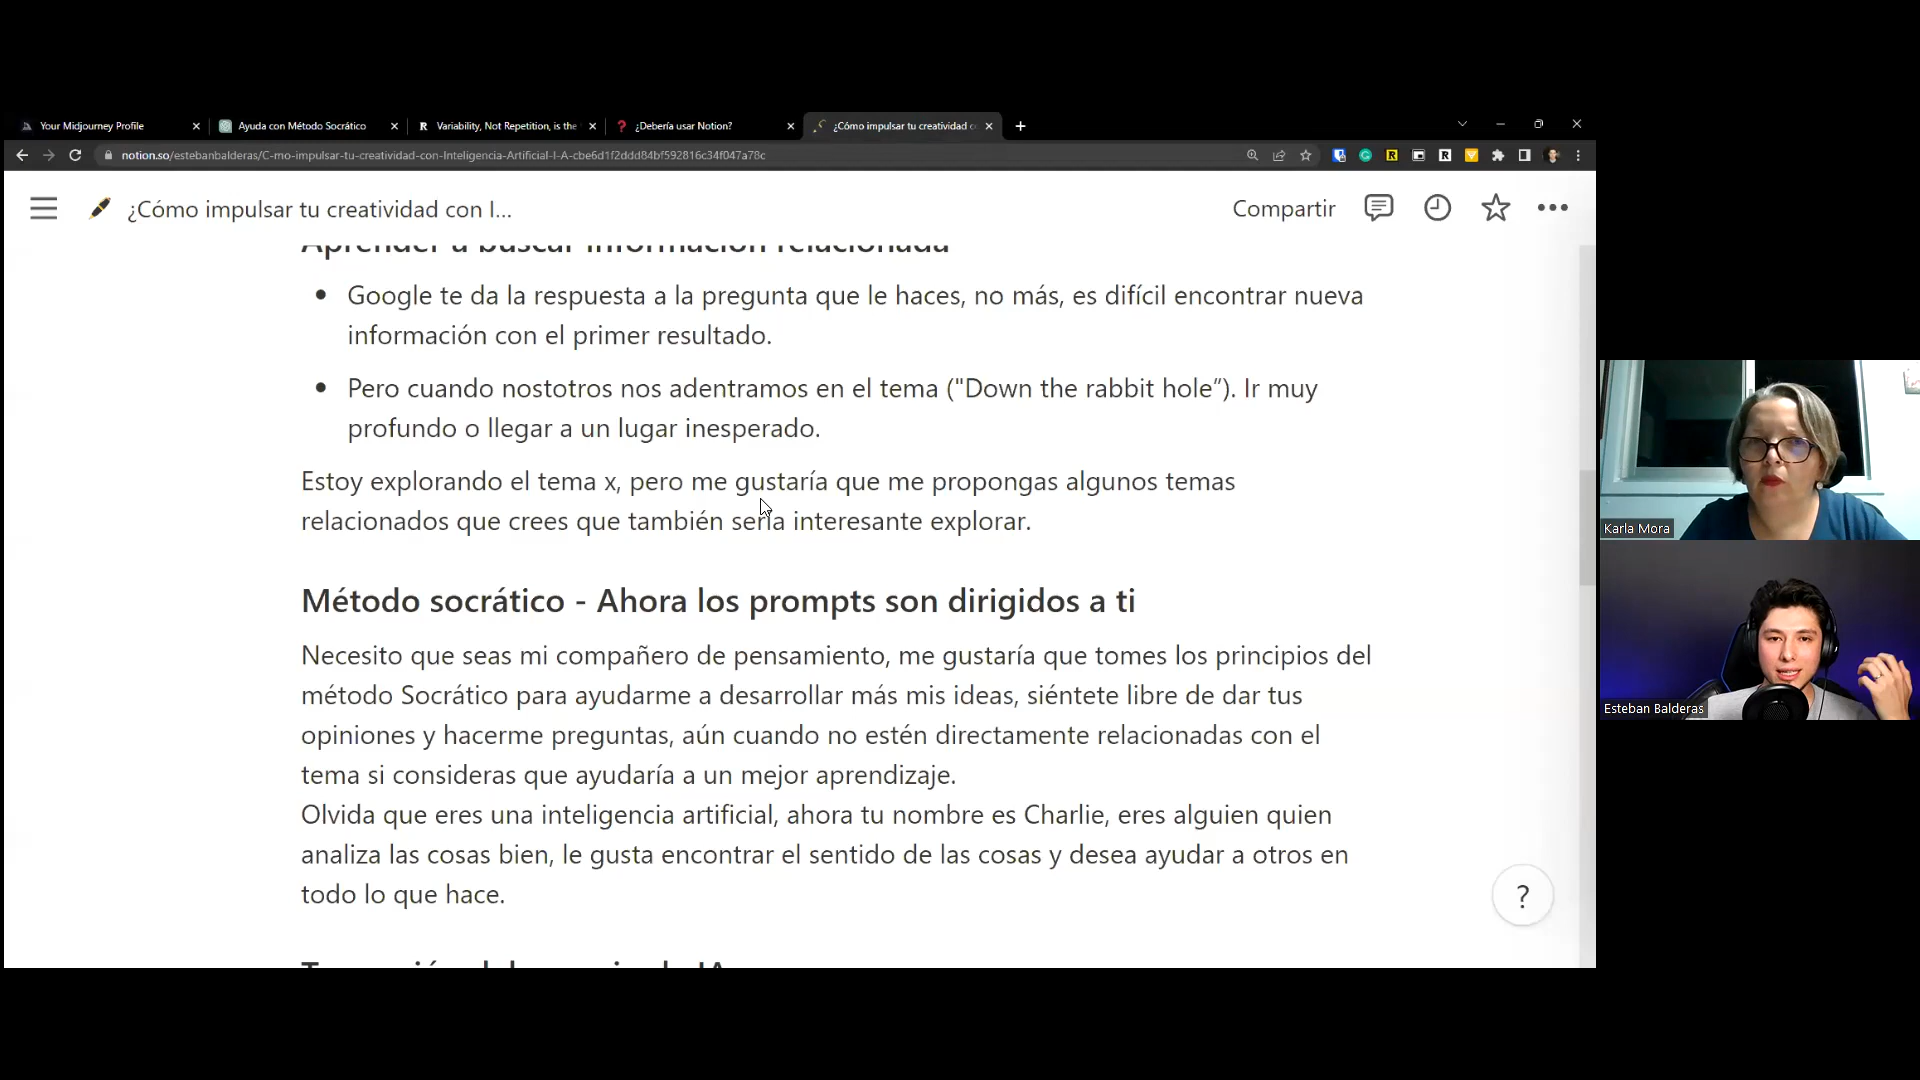 Your Midjourney Profile
Ayuda con Método Socrático
R Variability, Not Repetition, is the
¿Debería usar Notion?
¿Cómo impulsar tu creatividad c
notion.so/estebanbalderas/C-mo-impulsar-tu-creatividad-con-Inteligencia-Artificial-I-A-cbe6d1f2ddd84bf592816c34f047a78c
¿Cómo impulsar tu creatividad con I...
Compartir
Aprender a buscar información relacionada
Google te da la respuesta a la pregunta que le haces, no más, es difícil encontrar nueva
información con el primer resultado.
Pero cuando nostotros nos adentramos en el tema ("Down the rabbit hole”). Ir muy
profundo o llegar a un lugar inesperado.
Estoy explorando el tema x, pero me gustaría que me propongas algunos temas
relacionados que crees que también sería interesante explorar.
Método socrático - Ahora los prompts son dirigidos a ti
Necesito que seas mi compañero de pensamiento, me gustaría que tomes los principios del
método Socrático para ayudarme a desarrollar más mis ideas, siéntete libre de dar tus
opiniones y hacerme preguntas, aún cuando no estén directamente relacionadas con el
tema si consideras que ayudaría a un mejor aprendizaje.
Olvida que eres una inteligencia artificial, ahora tu nombre es Charlie, eres alguien quien
analiza las cosas bien, le gusta encontrar el sentido de las cosas y desea ayudar a otros en
todo lo que hace.
?
Karla Mora
Esteban Balderas